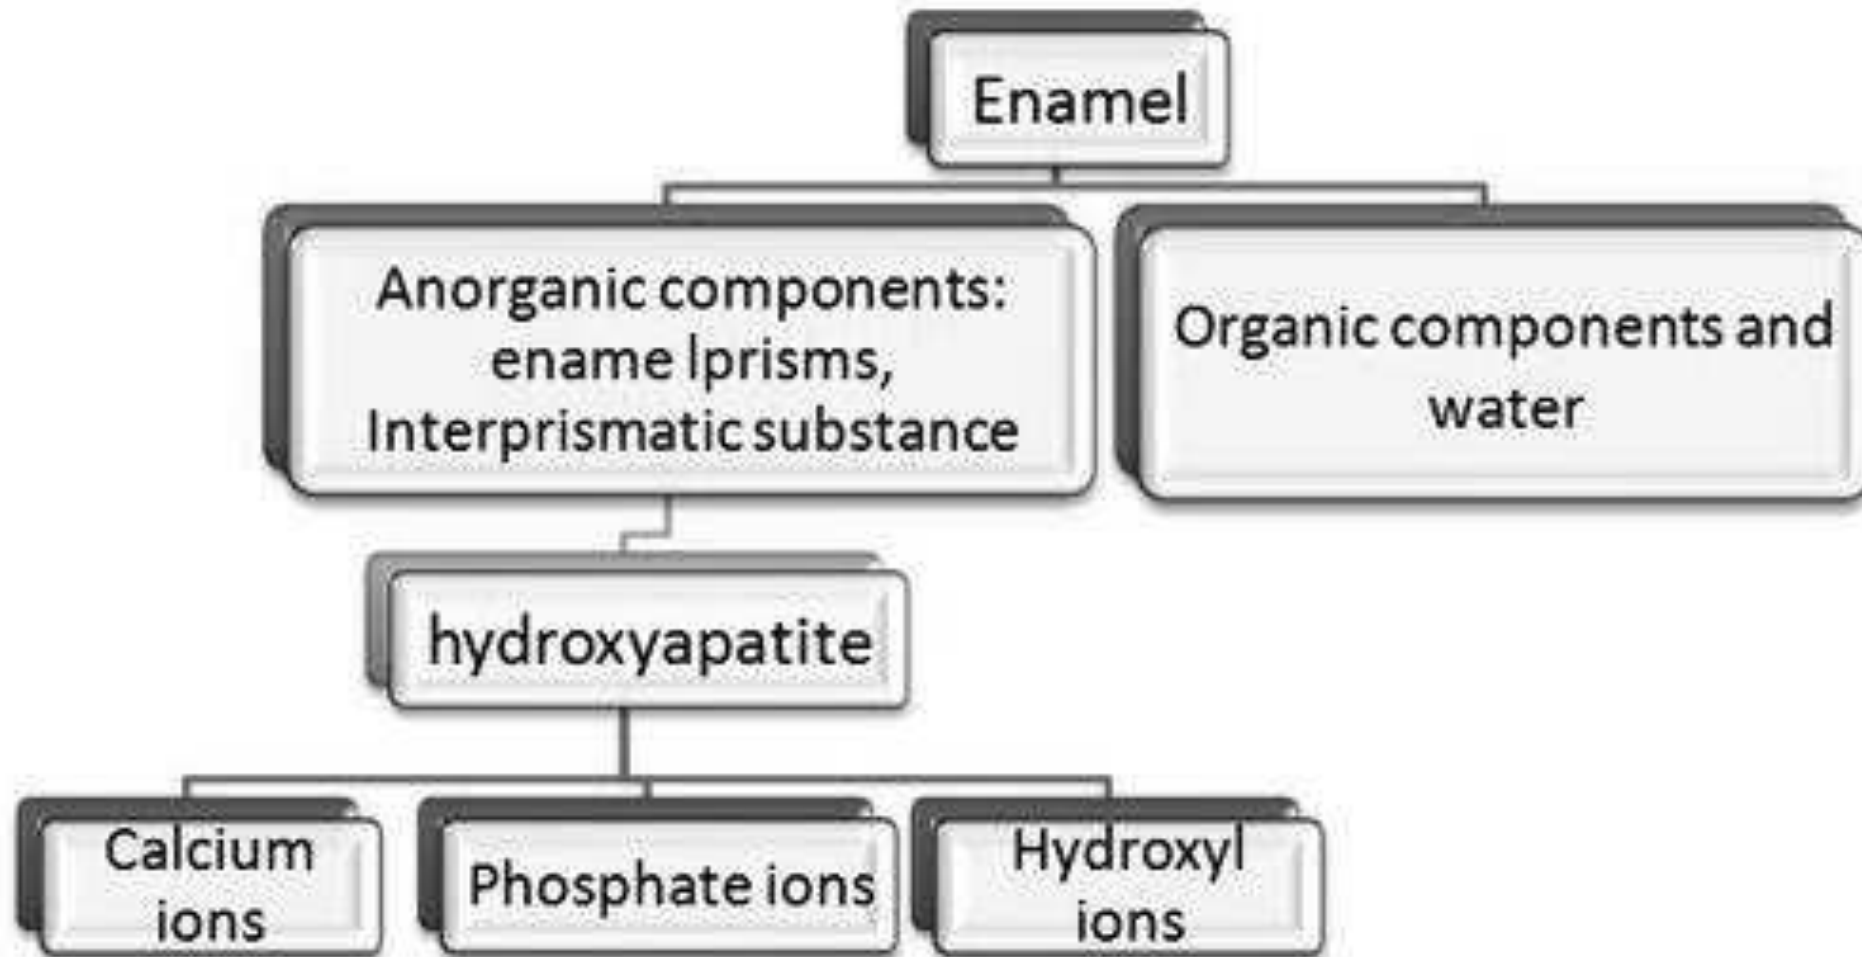 Enamel
Anorganic components:
ename lprisms,
Interprismatic substance
Organic components and
water
hydroxyapatite
Calcium
ions
Phosphate ions
Hydroxyl
ions